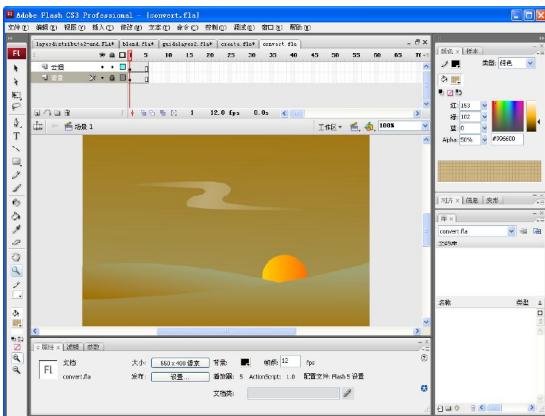 Adobe Flash CS3 Professional - [convert.fla]
文件(F) 编辑(E) 视图(V) 插入(I) 修改(M) 文本(T) 命令(C) 控制(O) 调试(D) 窗口(W) 帮助(H)
layerdistribute2-end.FLA* blend.fla* guidelayer2.fla* create.fla* convert.fla
5 10 15 20 25 30 35 40 45 50 55 60 65
云图
背景
1 12.0 fps 0.0s
场景 1 工作区 100%
颜色 × 样本
类型: 纯色
红: 153
绿: 102
蓝: 0
Alpha: 50% #996600
对齐 × 信息 变形
库 ×
convert.fla
名称 类型
属性 × 滤镜 参数
FL
文档 大小: 550 x 400 像素 背景: 帧频: 12 fps
convert.fla 发布: 设置... 播放器: 5 ActionScript: 1.0 配置文件: Flash 5 设置
文档类: